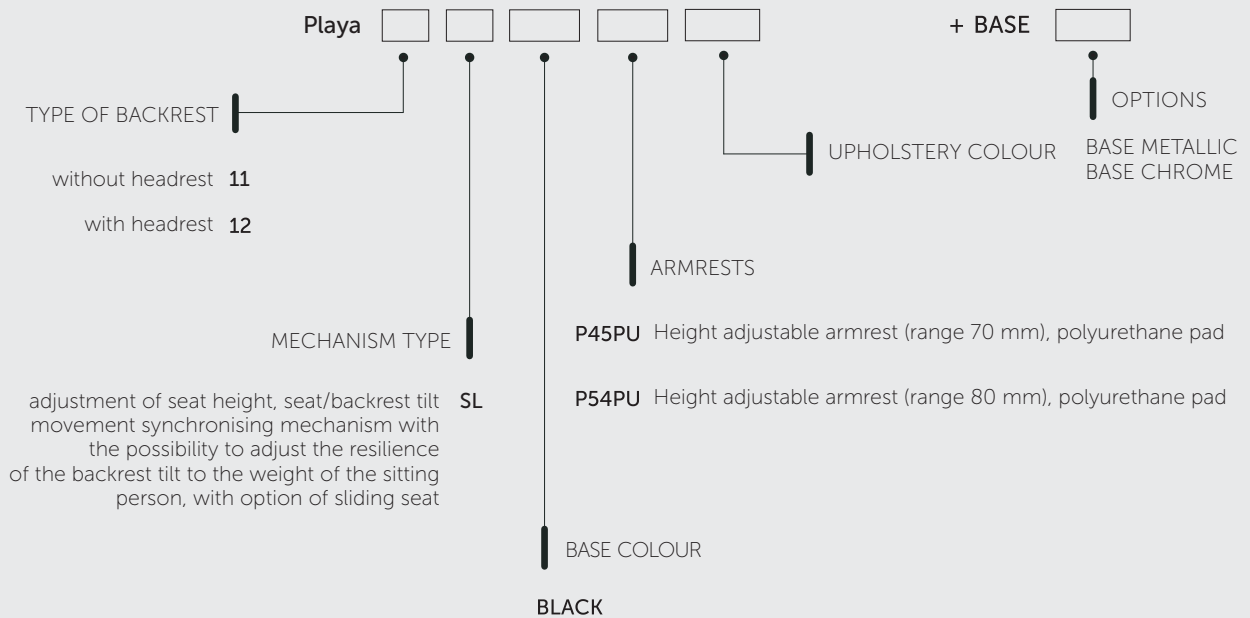 Playa + BASE
TYPE OF BACKREST
without headrest 11
with headrest 12
MECHANISM TYPE
adjustment of seat height, seat/backrest tilt SL
movement synchronising mechanism with
the possibility to adjust the resilience
of the backrest tilt to the weight of the sitting
person, with option of sliding seat
BASE COLOUR
BLACK
ARMRESTS
P45PU Height adjustable armrest (range 70 mm), polyurethane pad
P54PU Height adjustable armrest (range 80 mm), polyurethane pad
UPHOLSTERY COLOUR
OPTIONS
BASE METALLIC
BASE CHROME